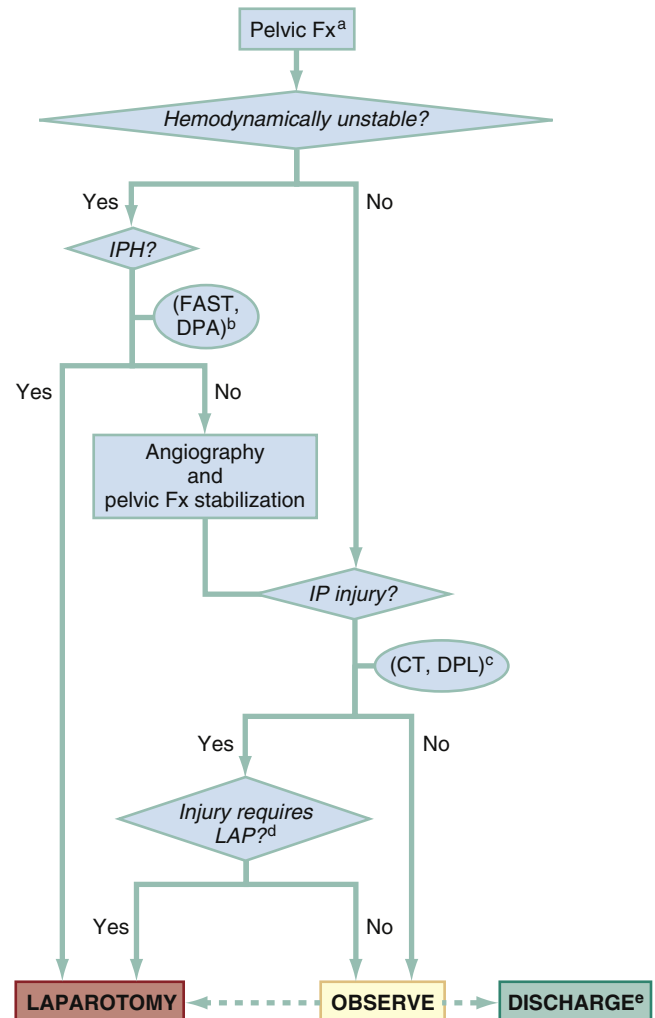 Pelvic Fxᵃ
Hemodynamically unstable?
Yes
No
IPH?
(FAST,
DPA)ᵇ
Yes
No
Angiography
and
pelvic Fx stabilization
IP injury?
(CT, DPL)ᶜ
Yes
No
Injury requires
LAP?ᵈ
Yes
No
LAPAROTOMY
OBSERVE
DISCHARGEᵉ